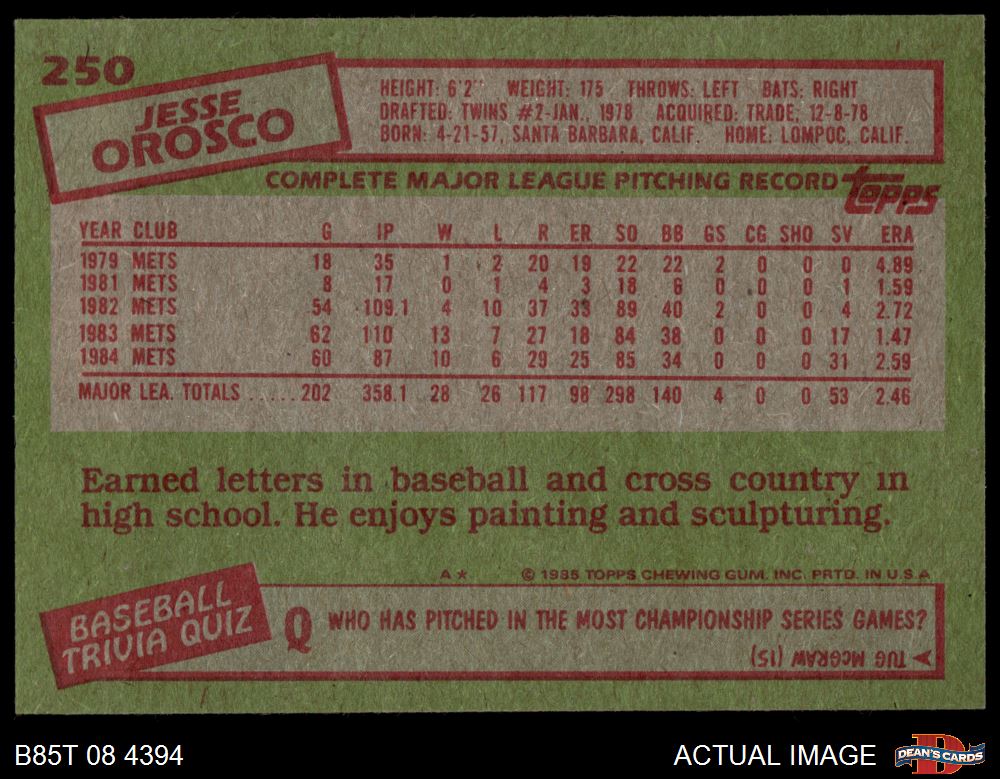 250
JESSE
OROSCO
HEIGHT: 6'2" WEIGHT: 175 THROWS: LEFT BATS: RIGHT
DRAFTED: TWINS #2-JAN., 1978 ACQUIRED: TRADE, 12-8-78
BORN: 4-21-57, SANTA BARBARA, CALIF. HOME: LOMPOC, CALIF.
COMPLETE MAJOR LEAGUE PITCHING RECORD topps
YEAR CLUB G IP W L R ER SO BB GS CG SHO SV ERA
1979 METS 18 35 1 2 20 19 22 22 2 0 0 0 4.89
1981 METS 8 17 0 1 4 3 18 6 0 0 0 1 1.59
1982 METS 54 109.1 4 10 37 33 89 40 2 0 0 4 2.72
1983 METS 62 110 13 7 27 18 84 38 0 0 0 17 1.47
1984 METS 60 87 10 6 29 25 85 34 0 0 0 31 2.59
MAJOR LEA. TOTALS ..... 202 358.1 28 26 117 98 298 140 4 0 0 53 2.46
Earned letters in baseball and cross country in
high school. He enjoys painting and sculpturing.
A* © 1985 TOPPS CHEWING GUM, INC. PRTD. IN U.S.A.
BASEBALL
TRIVIA QUIZ
Q WHO HAS PITCHED IN THE MOST CHAMPIONSHIP SERIES GAMES?
TUG McGRAW (15)
B85T 08 4394
ACTUAL IMAGE
D
DEAN'S CARDS